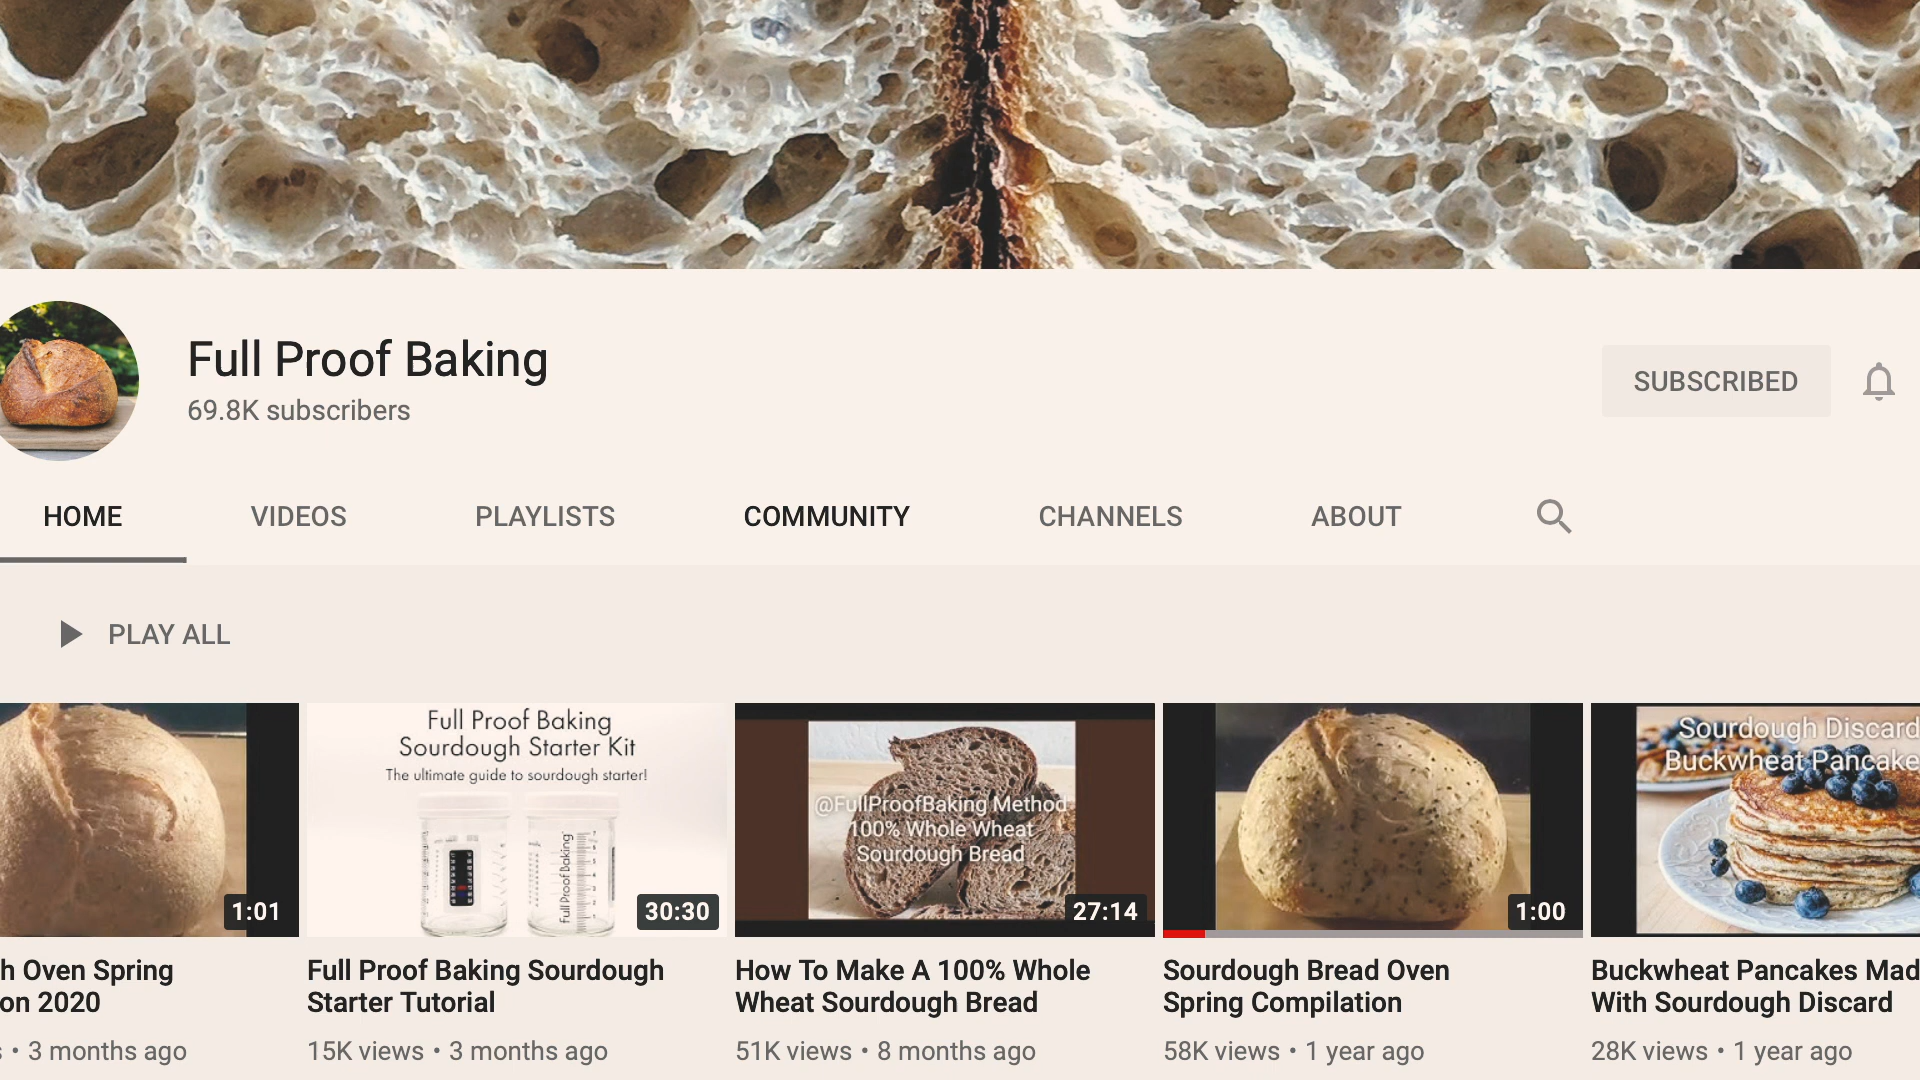 Full Proof Baking
69.8K subscribers
SUBSCRIBED
HOME
VIDEOS
PLAYLISTS
COMMUNITY
CHANNELS
ABOUT
PLAY ALL
1:01
h Oven Spring
on 2020
s • 3 months ago
Full Proof Baking
Sourdough Starter Kit
The ultimate guide to sourdough starter!
Full Proof Baking
30:30
Full Proof Baking Sourdough
Starter Tutorial
15K views • 3 months ago
@FullProofBaking Method
100% Whole Wheat
Sourdough Bread
27:14
How To Make A 100% Whole
Wheat Sourdough Bread
51K views • 8 months ago
1:00
Sourdough Bread Oven
Spring Compilation
58K views • 1 year ago
Sourdough Discard
Buckwheat Pancake
Buckwheat Pancakes Mad
With Sourdough Discard
28K views • 1 year ago